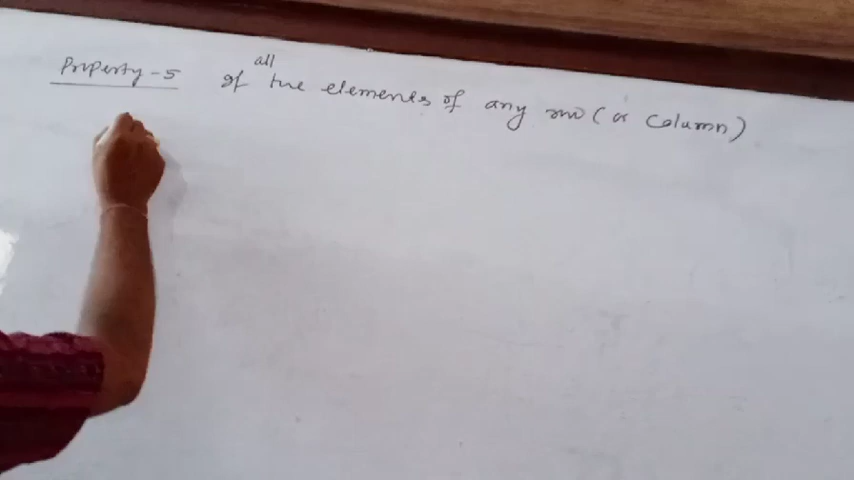 Property-5 If all the elements of any row (or column)